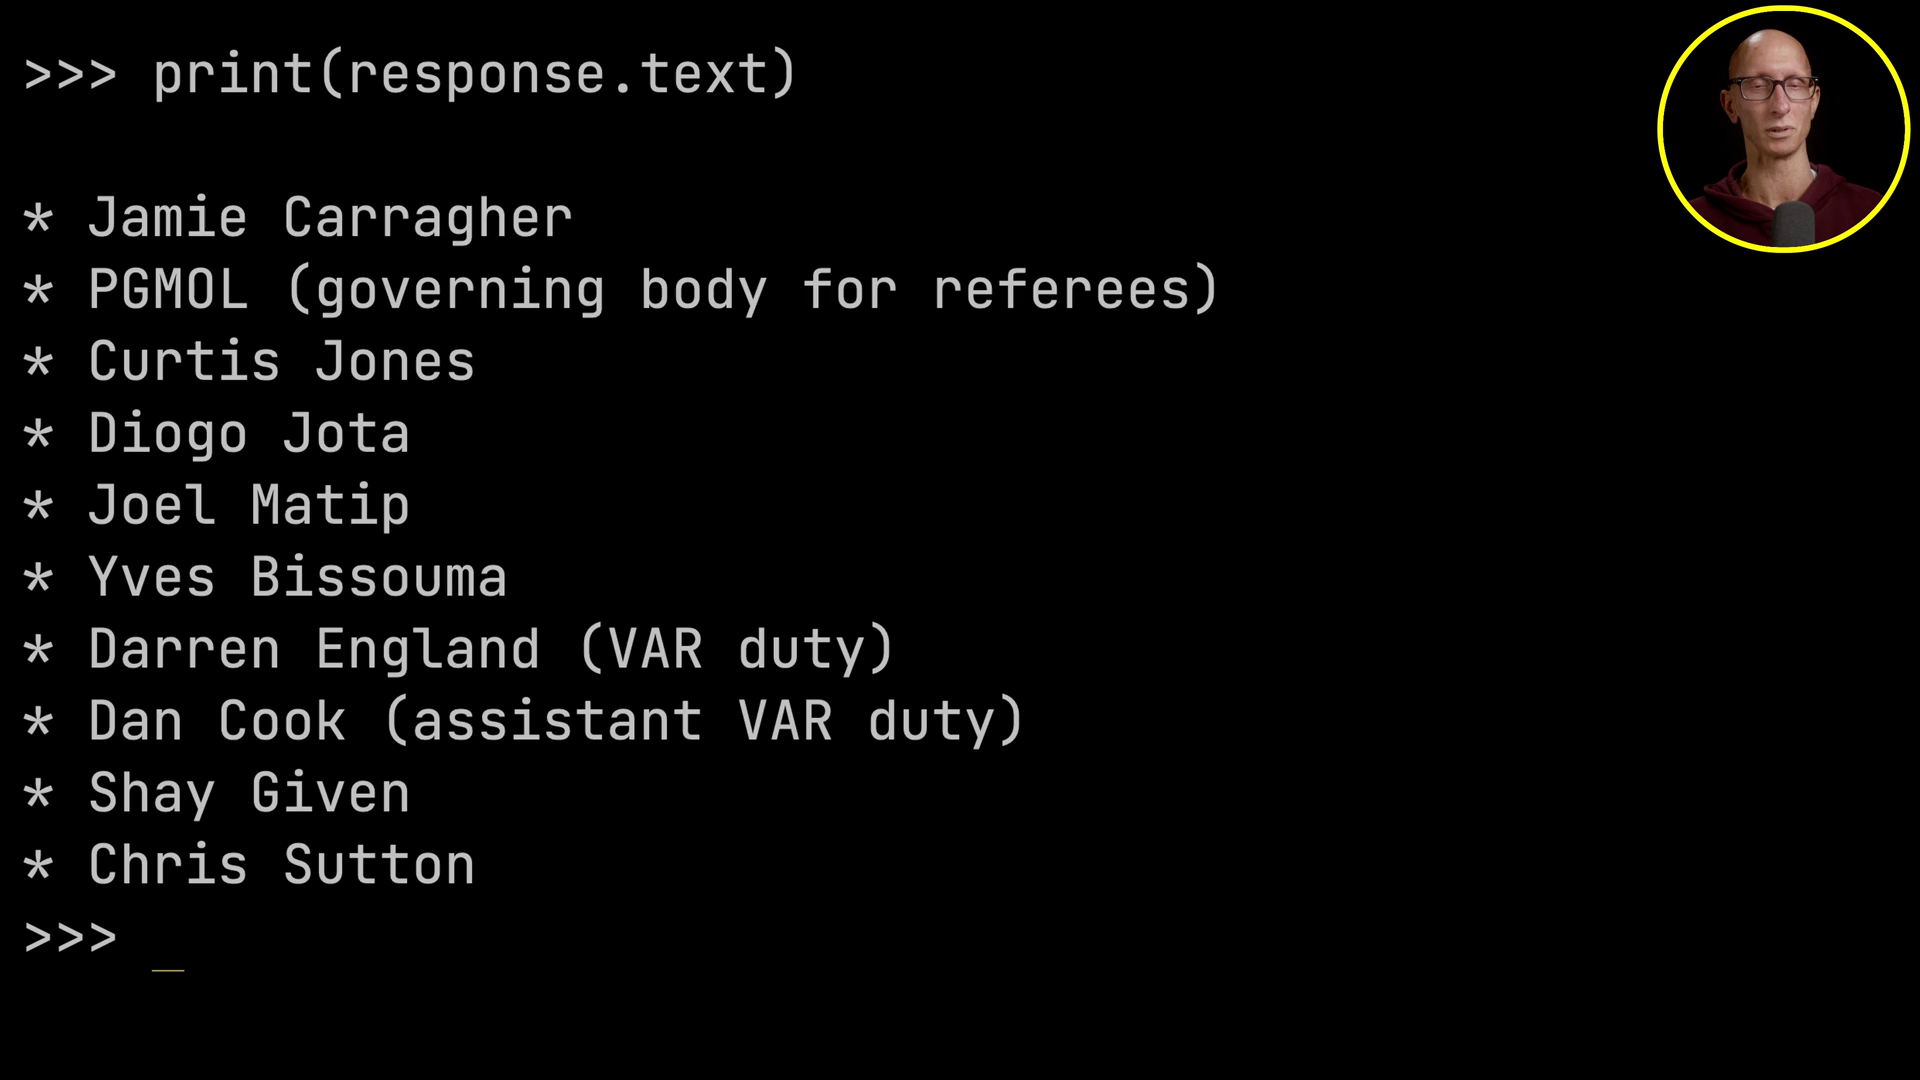 >>> print(response.text)
* Jamie Carragher
* PGMOL (governing body for referees)
* Curtis Jones
* Diogo Jota
* Joel Matip
* Yves Bissouma
* Darren England (VAR duty)
* Dan Cook (assistant VAR duty)
* Shay Given
* Chris Sutton
>>> _